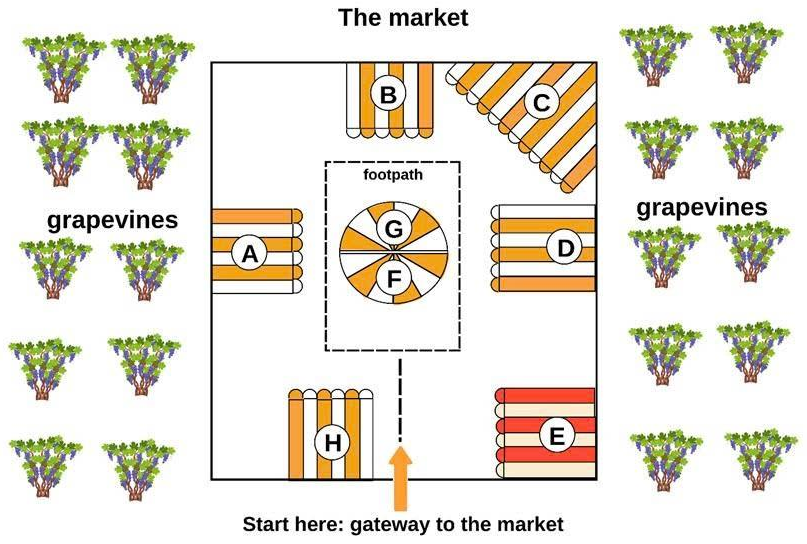 The market
B
C
footpath
grapevines
grapevines
G
A
D
F
H
E
Start here: gateway to the market